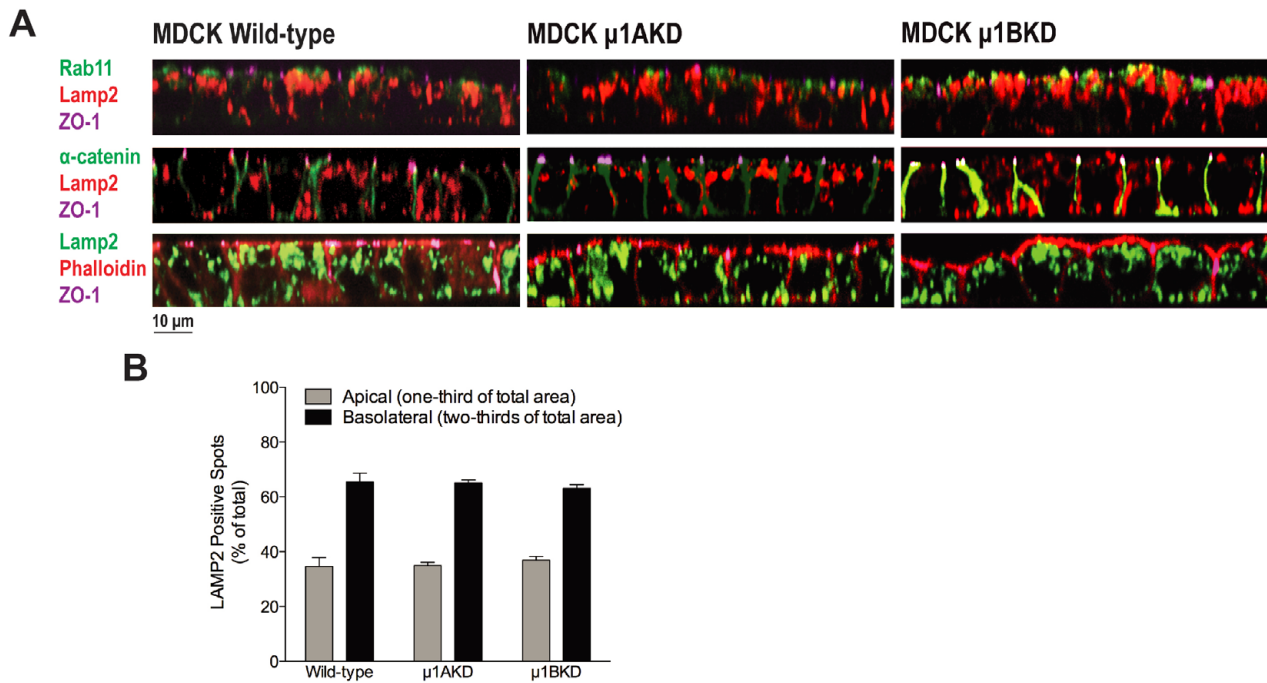 A
MDCK Wild-type
MDCK µ1AKD
MDCK µ1BKD
Rab11
Lamp2
ZO-1
α-catenin
Lamp2
ZO-1
Lamp2
Phalloidin
ZO-1
10 µm
B
Apical (one-third of total area)
Basolateral (two-thirds of total area)
LAMP2 Positive Spots
(% of total)
100
80
60
40
20
0
Wild-type
µ1AKD
µ1BKD